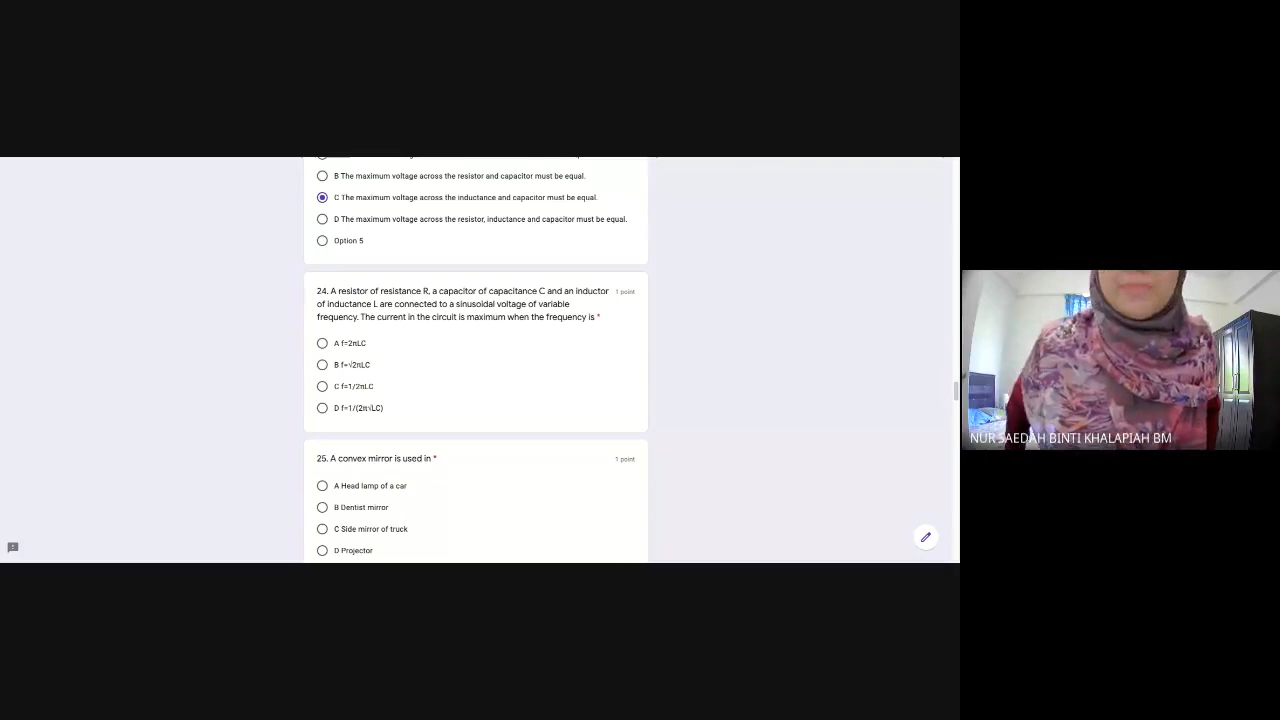 B The maximum voltage across the resistor and capacitor must be equal.
C The maximum voltage across the inductance and capacitor must be equal.
D The maximum voltage across the resistor, inductance and capacitor must be equal.
Option 5
24. A resistor of resistance R, a capacitor of capacitance C and an inductor 1 point
of inductance L are connected to a sinusoidal voltage of variable
frequency. The current in the circuit is maximum when the frequency is *
A f=2πLC
B f=√2πLC
C f=1/2πLC
D f=1/(2π√LC)
25. A convex mirror is used in * 1 point
A Head lamp of a car
B Dentist mirror
C Side mirror of truck
D Projector
NUR SAEDAH BINTI KHALAPIAH BM